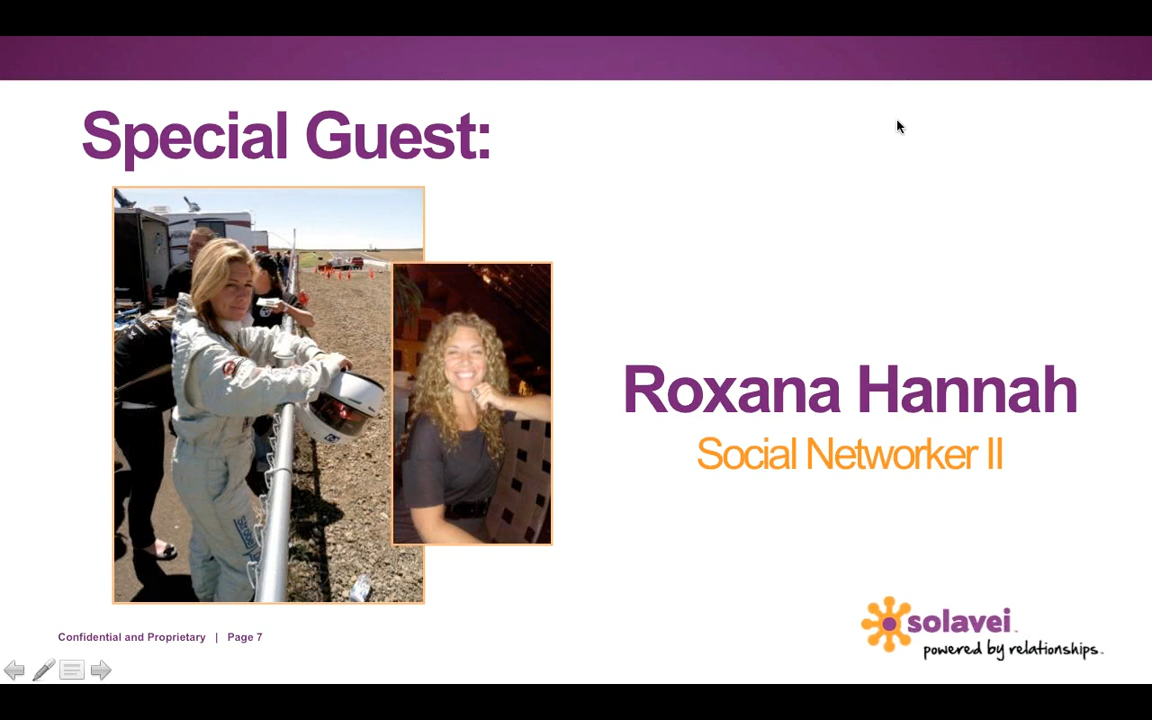 Special Guest:
Roxana Hannah
Social Networker II
Confidential and Proprietary | Page 7
solavei
powered by relationships.